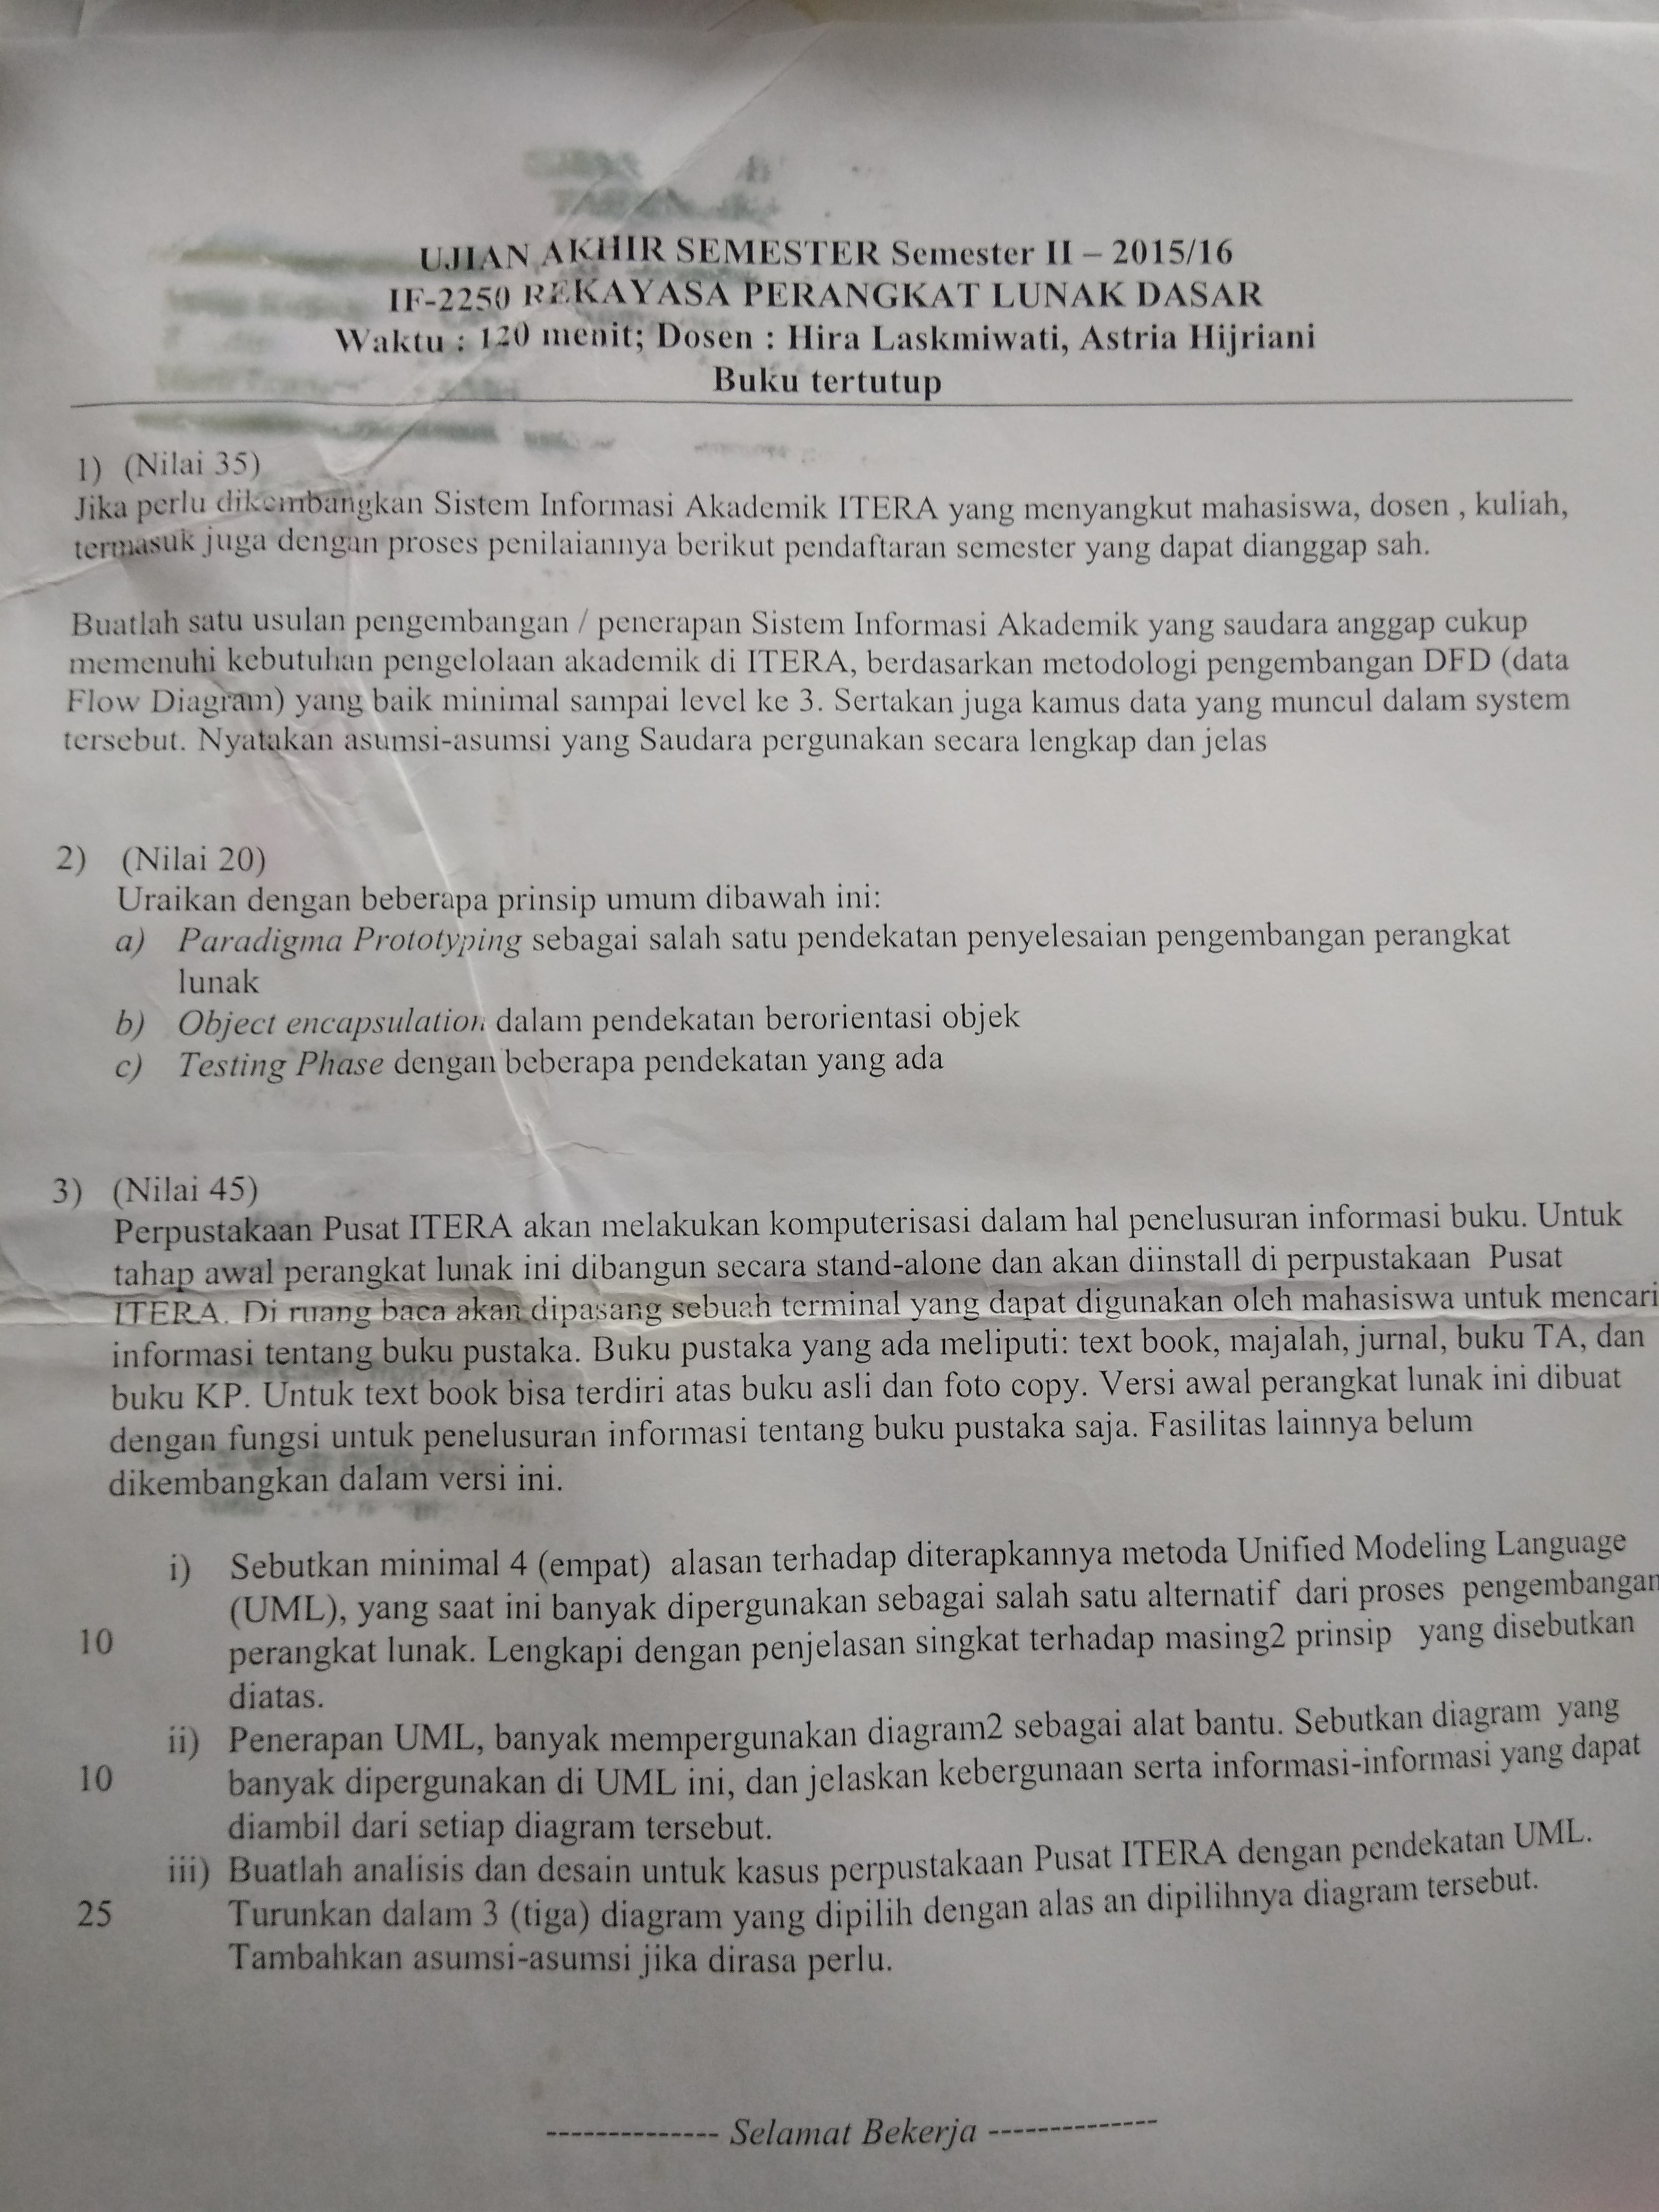 UJIAN AKHIR SEMESTER Semester II – 2015/16
IF-2250 REKAYASA PERANGKAT LUNAK DASAR
Waktu : 120 menit; Dosen : Hira Laskmiwati, Astria Hijriani
Buku tertutup
1) (Nilai 35)
Jika perlu dikembangkan Sistem Informasi Akademik ITERA yang menyangkut mahasiswa, dosen , kuliah,
termasuk juga dengan proses penilaiannya berikut pendaftaran semester yang dapat dianggap sah.
Buatlah satu usulan pengembangan / penerapan Sistem Informasi Akademik yang saudara anggap cukup
memenuhi kebutuhan pengelolaan akademik di ITERA, berdasarkan metodologi pengembangan DFD (data
Flow Diagram) yang baik minimal sampai level ke 3. Sertakan juga kamus data yang muncul dalam system
tersebut. Nyatakan asumsi-asumsi yang Saudara pergunakan secara lengkap dan jelas
2) (Nilai 20)
Uraikan dengan beberapa prinsip umum dibawah ini:
a) Paradigma Prototyping sebagai salah satu pendekatan penyelesaian pengembangan perangkat
lunak
b) Object encapsulation dalam pendekatan berorientasi objek
c) Testing Phase dengan beberapa pendekatan yang ada
3) (Nilai 45)
Perpustakaan Pusat ITERA akan melakukan komputerisasi dalam hal penelusuran informasi buku. Untuk
tahap awal perangkat lunak ini dibangun secara stand-alone dan akan diinstall di perpustakaan Pusat
ITERA. Di ruang baca akan dipasang sebuah terminal yang dapat digunakan oleh mahasiswa untuk mencari
informasi tentang buku pustaka. Buku pustaka yang ada meliputi: text book, majalah, jurnal, buku TA, dan
buku KP. Untuk text book bisa terdiri atas buku asli dan foto copy. Versi awal perangkat lunak ini dibuat
dengan fungsi untuk penelusuran informasi tentang buku pustaka saja. Fasilitas lainnya belum
dikembangkan dalam versi ini.
i) Sebutkan minimal 4 (empat) alasan terhadap diterapkannya metoda Unified Modeling Language
(UML), yang saat ini banyak dipergunakan sebagai salah satu alternatif dari proses pengembangan
10 perangkat lunak. Lengkapi dengan penjelasan singkat terhadap masing2 prinsip yang disebutkan
diatas.
ii) Penerapan UML, banyak mempergunakan diagram2 sebagai alat bantu. Sebutkan diagram yang
10 banyak dipergunakan di UML ini, dan jelaskan kebergunaan serta informasi-informasi yang dapat
diambil dari setiap diagram tersebut.
iii) Buatlah analisis dan desain untuk kasus perpustakaan Pusat ITERA dengan pendekatan UML.
25 Turunkan dalam 3 (tiga) diagram yang dipilih dengan alas an dipilihnya diagram tersebut.
Tambahkan asumsi-asumsi jika dirasa perlu.
-------------- Selamat Bekerja --------------